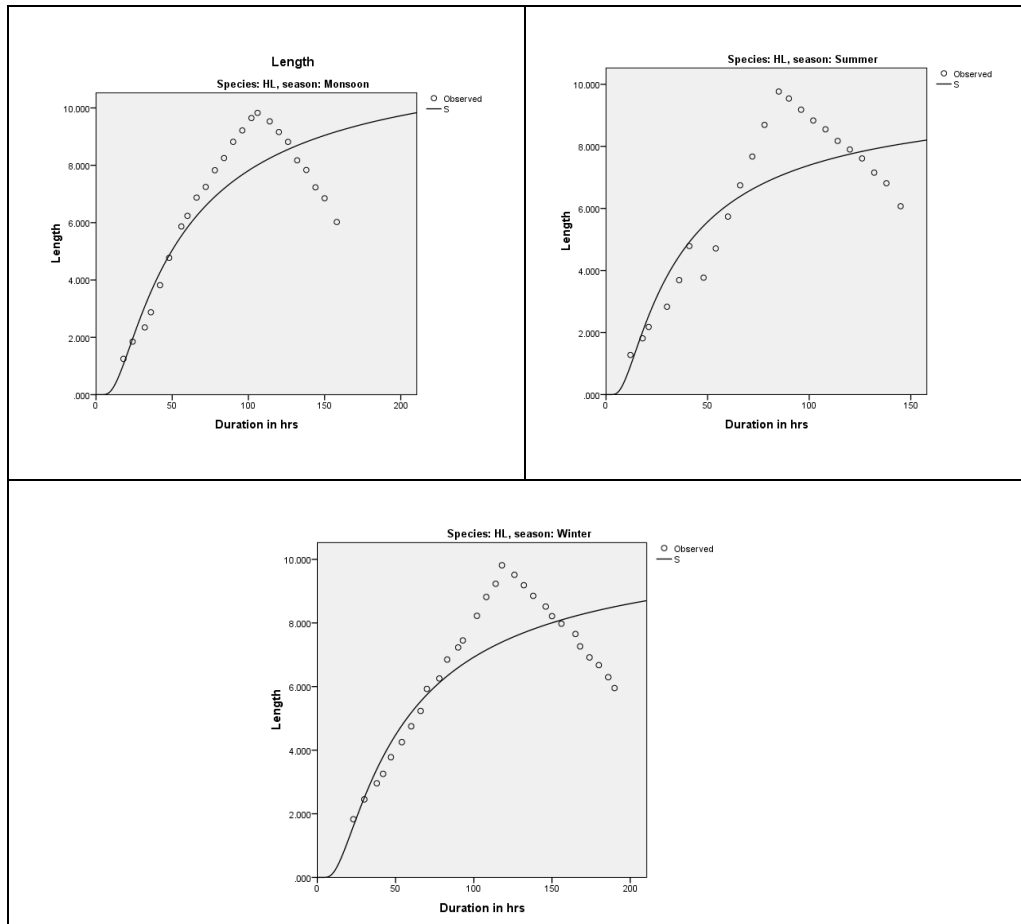 Length
Species: HL, season: Monsoon
Observed
S
10.000
8.000
6.000
4.000
2.000
.000
Length
0 50 100 150 200
Duration in hrs
Species: HL, season: Summer
Observed
S
10.000
8.000
6.000
4.000
2.000
.000
Length
0 50 100 150
Duration in hrs
Species: HL, season: Winter
Observed
S
10.000
8.000
6.000
4.000
2.000
.000
Length
0 50 100 150 200
Duration in hrs